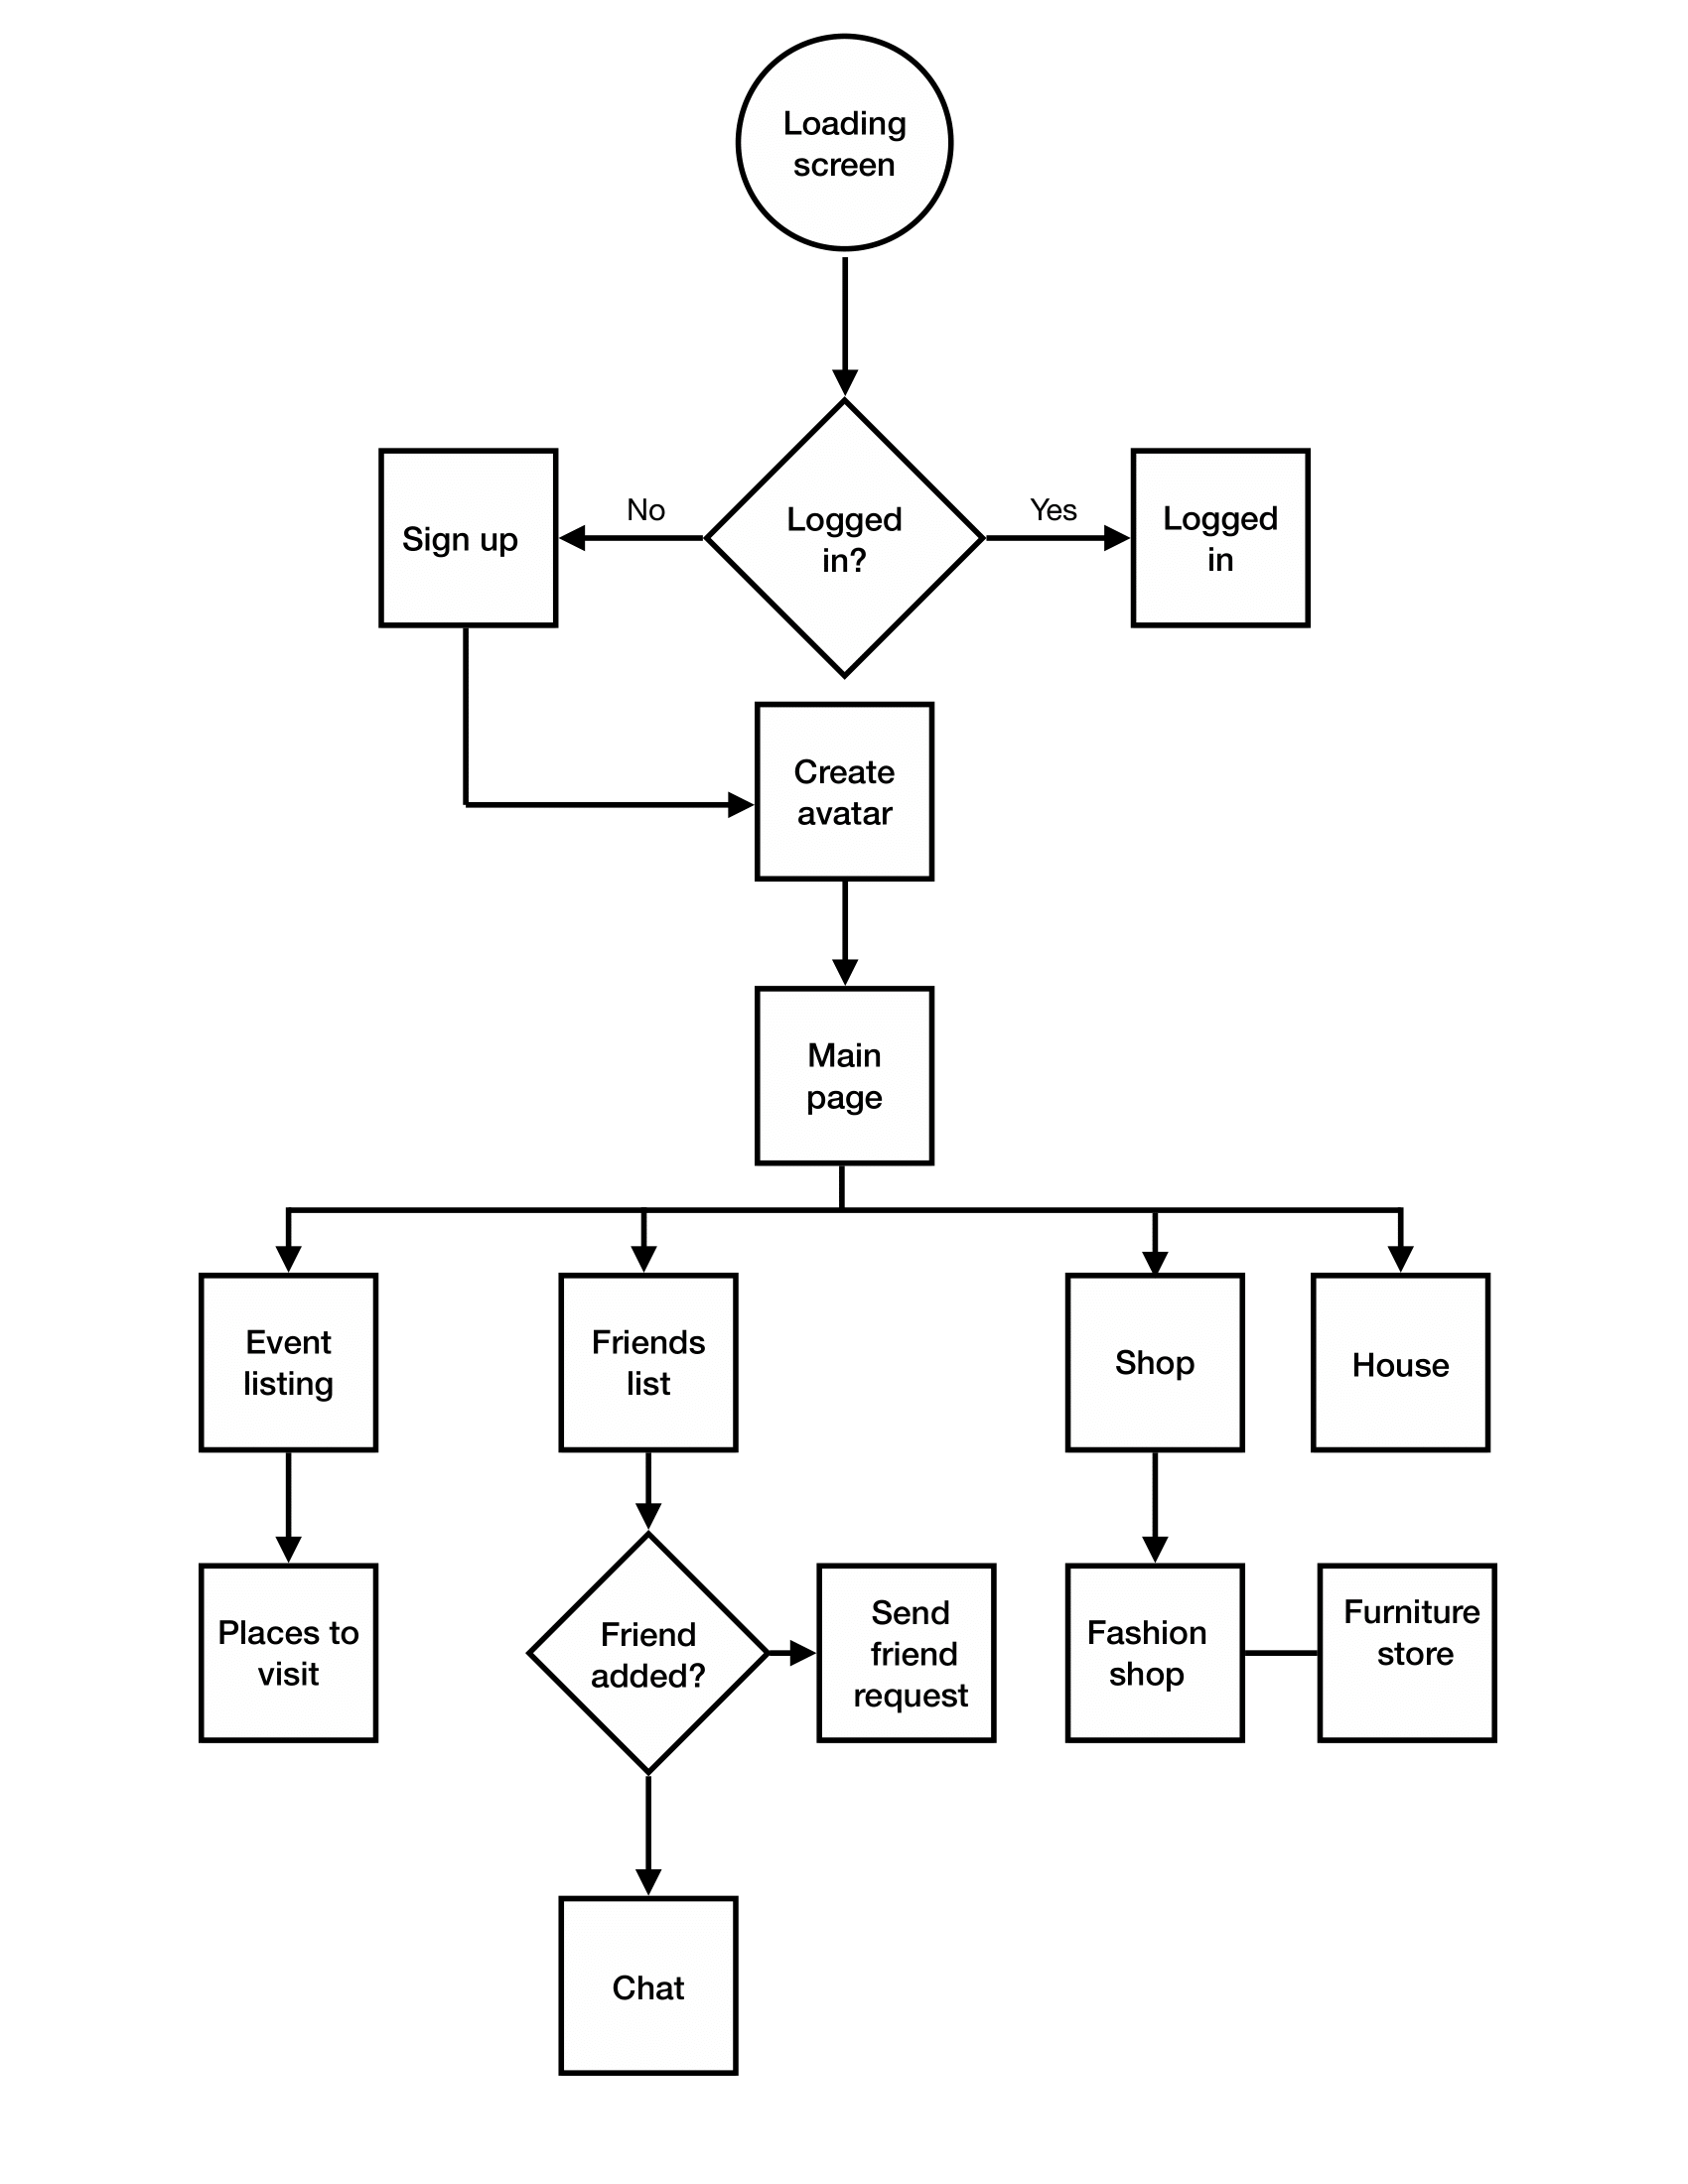 Loading
screen
No
Yes
Sign up
Logged
in?
Logged
in
Create
avatar
Main
page
Event
listing
Friends
list
Shop
House
Places to
visit
Friend
added?
Send
friend
request
Fashion
shop
Furniture
store
Chat